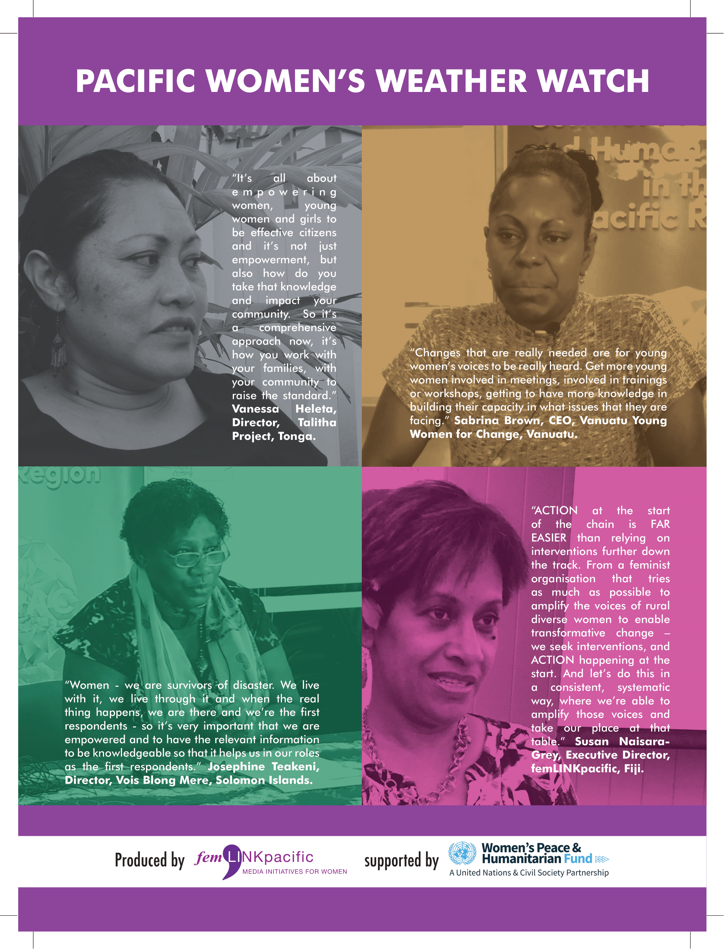 PACIFIC WOMEN'S WEATHER WATCH
"It's all about
empowering
women, young
women and girls to
be effective citizens
and it's not just
empowerment, but
also how do you
take that knowledge
and impact your
community. So it's
a comprehensive
approach now, it's
how you work with
your families, with
your community to
raise the standard."
Vanessa Heleta,
Director, Talitha
Project, Tonga.
d Human
in th
acific R
"Changes that are really needed are for young
women's voices to be really heard. Get more young
women involved in meetings, involved in trainings
or workshops, getting to have more knowledge in
building their capacity in what issues that they are
facing." Sabrina Brown, CEO, Vanuatu Young
Women for Change, Vanuatu.
Region
"Women - we are survivors of disaster. We live
with it, we live through it and when the real
thing happens, we are there and we're the first
respondents - so it's very important that we are
empowered and to have the relevant information
to be knowledgeable so that it helps us in our roles
as the first respondents." Josephine Teakeni,
Director, Vois Blong Mere, Solomon Islands.
"ACTION at the start
of the chain is FAR
EASIER than relying on
interventions further down
the track. From a feminist
organisation that tries
as much as possible to
amplify the voices of rural
diverse women to enable
transformative change –
we seek interventions, and
ACTION happening at the
start. And let's do this in
a consistent, systematic
way, where we're able to
amplify those voices and
take our place at that
table." Susan Naisara-
Grey, Executive Director,
femLINKpacific, Fiji.
Produced by
femLINKpacific
MEDIA INITIATIVES FOR WOMEN
supported by
Women's Peace &
Humanitarian Fund
A United Nations & Civil Society Partnership